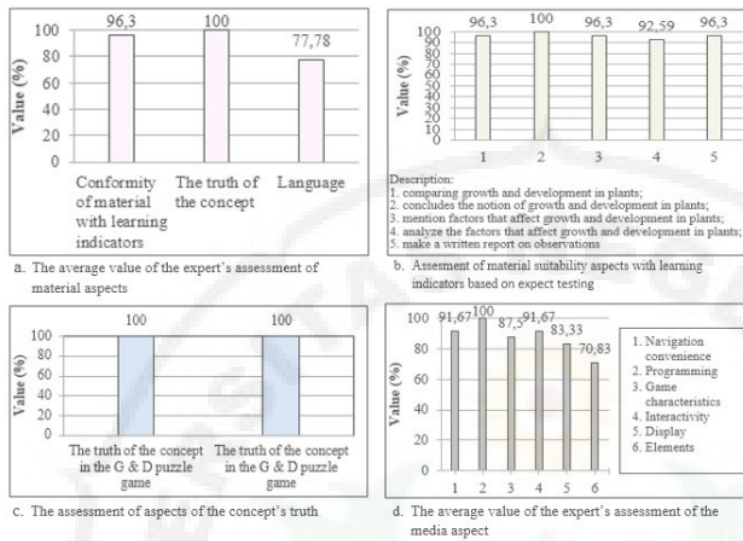 96,3
100
77,78
Value (%)
100
80
60
40
20
0
Conformity of material with learning indicators
The truth of the concept
Language
a. The average value of the expert's assessment of
material aspects
96,3
100
96,3
92,59
96,3
Value (%)
100
90
80
70
60
50
40
30
20
10
0
1 2 3 4 5
Description:
1. comparing growth and development in plants;
2. concludes the notion of growth and development in plants;
3. mention factors that affect growth and development in plants;
4. analyze the factors that affect growth and development in plants;
5. make a written report on observations
b. Assesment of material suitability aspects with learning
indicators based on expect testing
100
100
Value (%)
100
80
60
40
20
0
The truth of the concept in the G & D puzzle game
The truth of the concept in the G & D puzzle game
c. The assessment of aspects of the concept's truth
91,67
100
87,5
91,67
83,33
70,83
Value (%)
100
80
60
40
20
0
1 2 3 4 5 6
1. Navigation
convenience
2. Programming
3. Game
characteristics
4. Interactivity
5. Display
6. Elements
d. The average value of the expert's assessment of the
media aspect